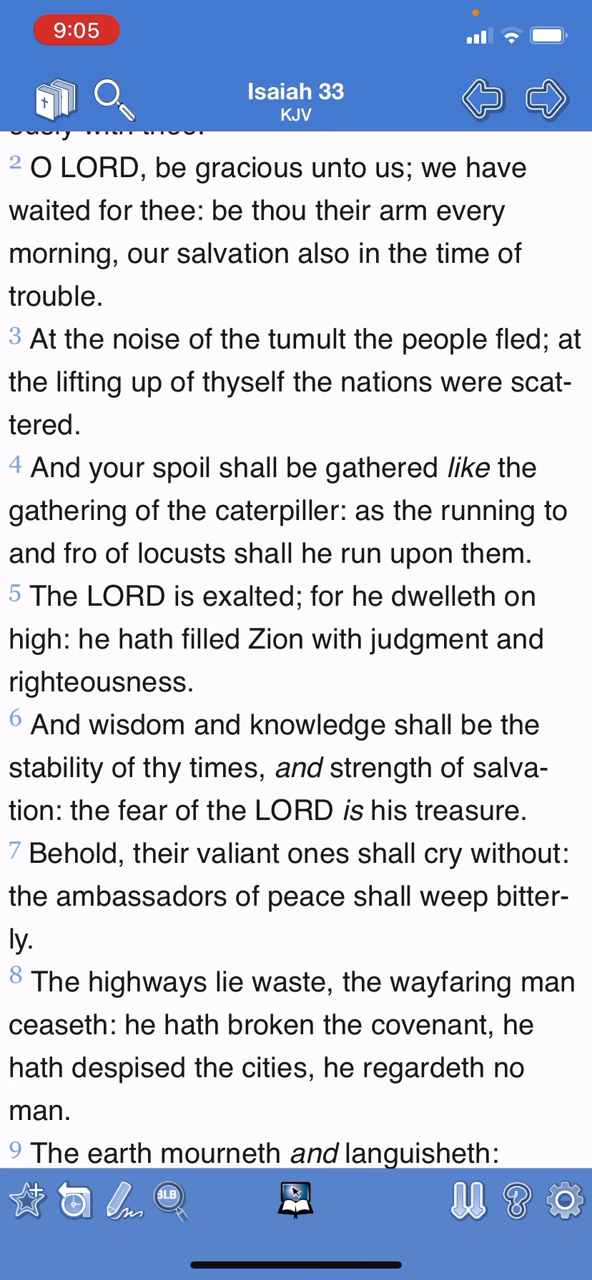 9:05
Isaiah 33
KJV
ously with thee.
2 O LORD, be gracious unto us; we have
waited for thee: be thou their arm every
morning, our salvation also in the time of
trouble.
3 At the noise of the tumult the people fled; at
the lifting up of thyself the nations were scat-
tered.
4 And your spoil shall be gathered like the
gathering of the caterpiller: as the running to
and fro of locusts shall he run upon them.
5 The LORD is exalted; for he dwelleth on
high: he hath filled Zion with judgment and
righteousness.
6 And wisdom and knowledge shall be the
stability of thy times, and strength of salva-
tion: the fear of the LORD is his treasure.
7 Behold, their valiant ones shall cry without:
the ambassadors of peace shall weep bitter-
ly.
8 The highways lie waste, the wayfaring man
ceaseth: he hath broken the covenant, he
hath despised the cities, he regardeth no
man.
9 The earth mourneth and languisheth:
BLB